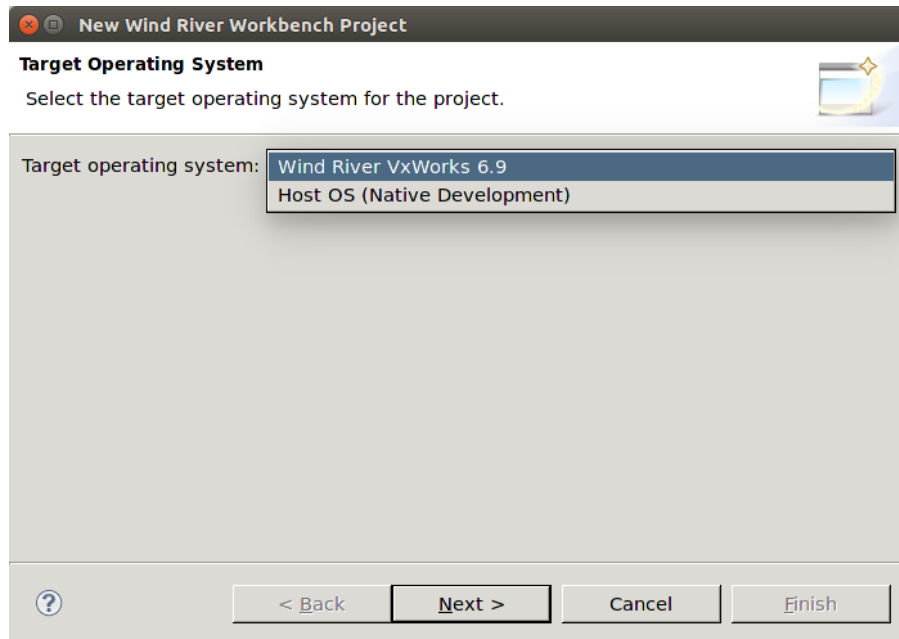 New Wind River Workbench Project
Target Operating System
Select the target operating system for the project.
Target operating system:
Wind River VxWorks 6.9
Host OS (Native Development)
?
< Back
Next >
Cancel
Finish